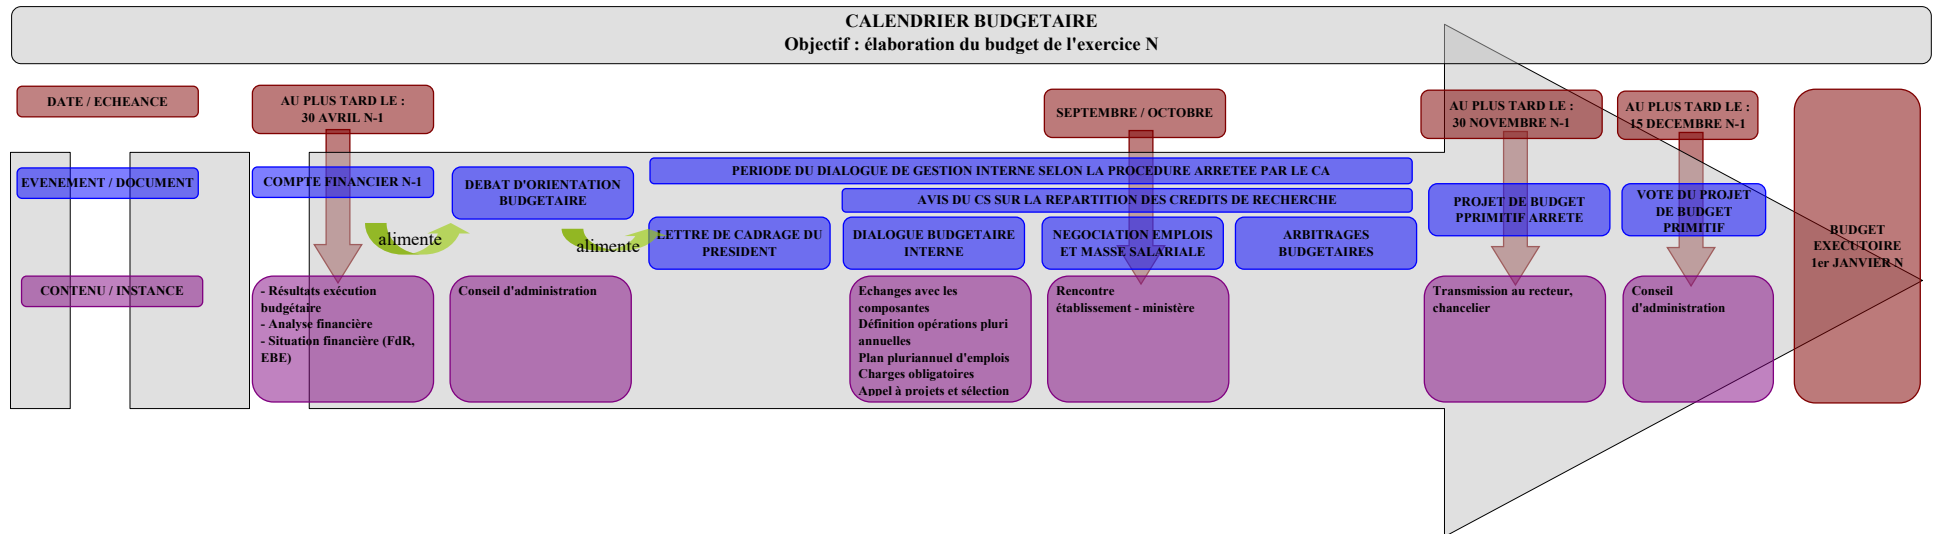 CALENDRIER BUDGETAIRE
Objectif : élaboration du budget de l'exercice N
DATE / ECHEANCE
AU PLUS TARD LE :
30 AVRIL N-1
SEPTEMBRE / OCTOBRE
AU PLUS TARD LE :
30 NOVEMBRE N-1
AU PLUS TARD LE :
15 DECEMBRE N-1
EVENEMENT / DOCUMENT
COMPTE FINANCIER N-1
DEBAT D'ORIENTATION
BUDGETAIRE
PERIODE DU DIALOGUE DE GESTION INTERNE SELON LA PROCEDURE ARRETEE PAR LE CA
AVIS DU CS SUR LA REPARTITION DES CREDITS DE RECHERCHE
alimente
alimente
LETTRE DE CADRAGE DU
PRESIDENT
DIALOGUE BUDGETAIRE
INTERNE
NEGOCIATION EMPLOIS
ET MASSE SALARIALE
ARBITRAGES
BUDGETAIRES
PROJET DE BUDGET
PPRIMITIF ARRETE
VOTE DU PROJET
DE BUDGET
PRIMITIF
BUDGET
EXECUTOIRE
1er JANVIER N
CONTENU / INSTANCE
- Résultats exécution
budgétaire
- Analyse financière
- Situation financière (FdR,
EBE)
Conseil d'administration
Echanges avec les
composantes
Définition opérations pluri
annuelles
Plan pluriannuel d'emplois
Charges obligatoires
Appel à projets et sélection
Rencontre
établissement - ministère
Transmission au recteur,
chancelier
Conseil
d'administration